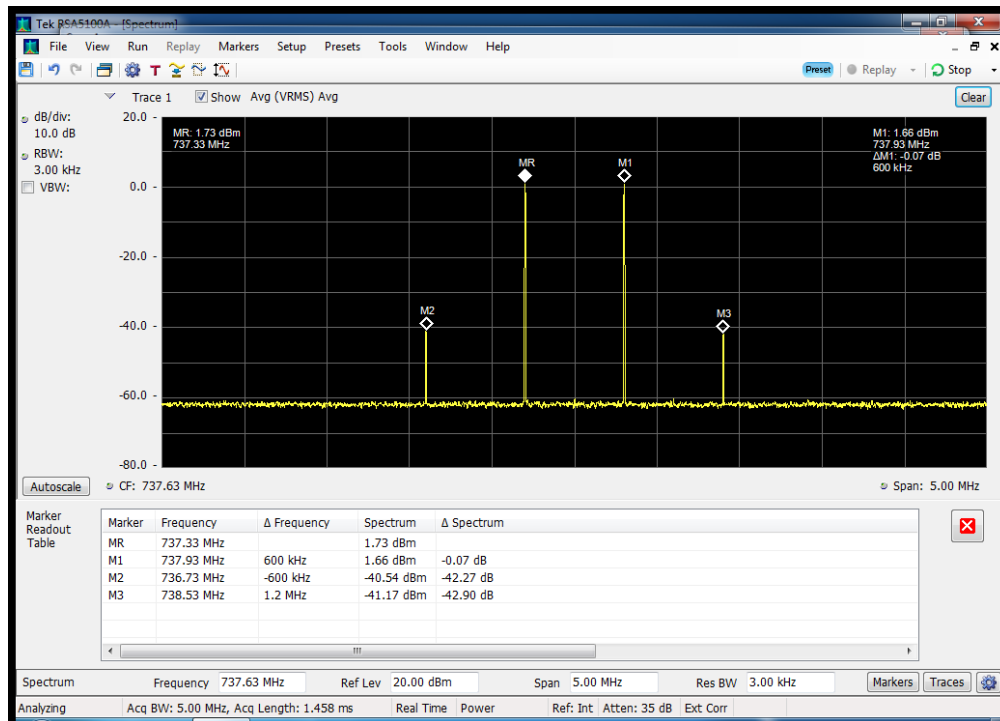 Tek RSA5100A - [Spectrum]
File View Run Replay Markers Setup Presets Tools Window Help
Preset Replay Stop
Trace 1 Show Avg (VRMS) Avg Clear
dB/div:
10.0 dB
RBW:
3.00 kHz
VBW:
20.0
0.0
-20.0
-40.0
-60.0
-80.0
MR: 1.73 dBm
737.33 MHz
M1: 1.66 dBm
737.93 MHz
ΔM1: -0.07 dB
600 kHz
MR
M1
M2
M3
Autoscale CF: 737.63 MHz Span: 5.00 MHz
Marker
Readout
Table
Marker Frequency Δ Frequency Spectrum Δ Spectrum
MR 737.33 MHz 1.73 dBm
M1 737.93 MHz 600 kHz 1.66 dBm -0.07 dB
M2 736.73 MHz -600 kHz -40.54 dBm -42.27 dB
M3 738.53 MHz 1.2 MHz -41.17 dBm -42.90 dB
Spectrum Frequency 737.63 MHz Ref Lev 20.00 dBm Span 5.00 MHz Res BW 3.00 kHz Markers Traces
Analyzing Acq BW: 5.00 MHz, Acq Length: 1.458 ms Real Time Power Ref: Int Atten: 35 dB Ext Corr